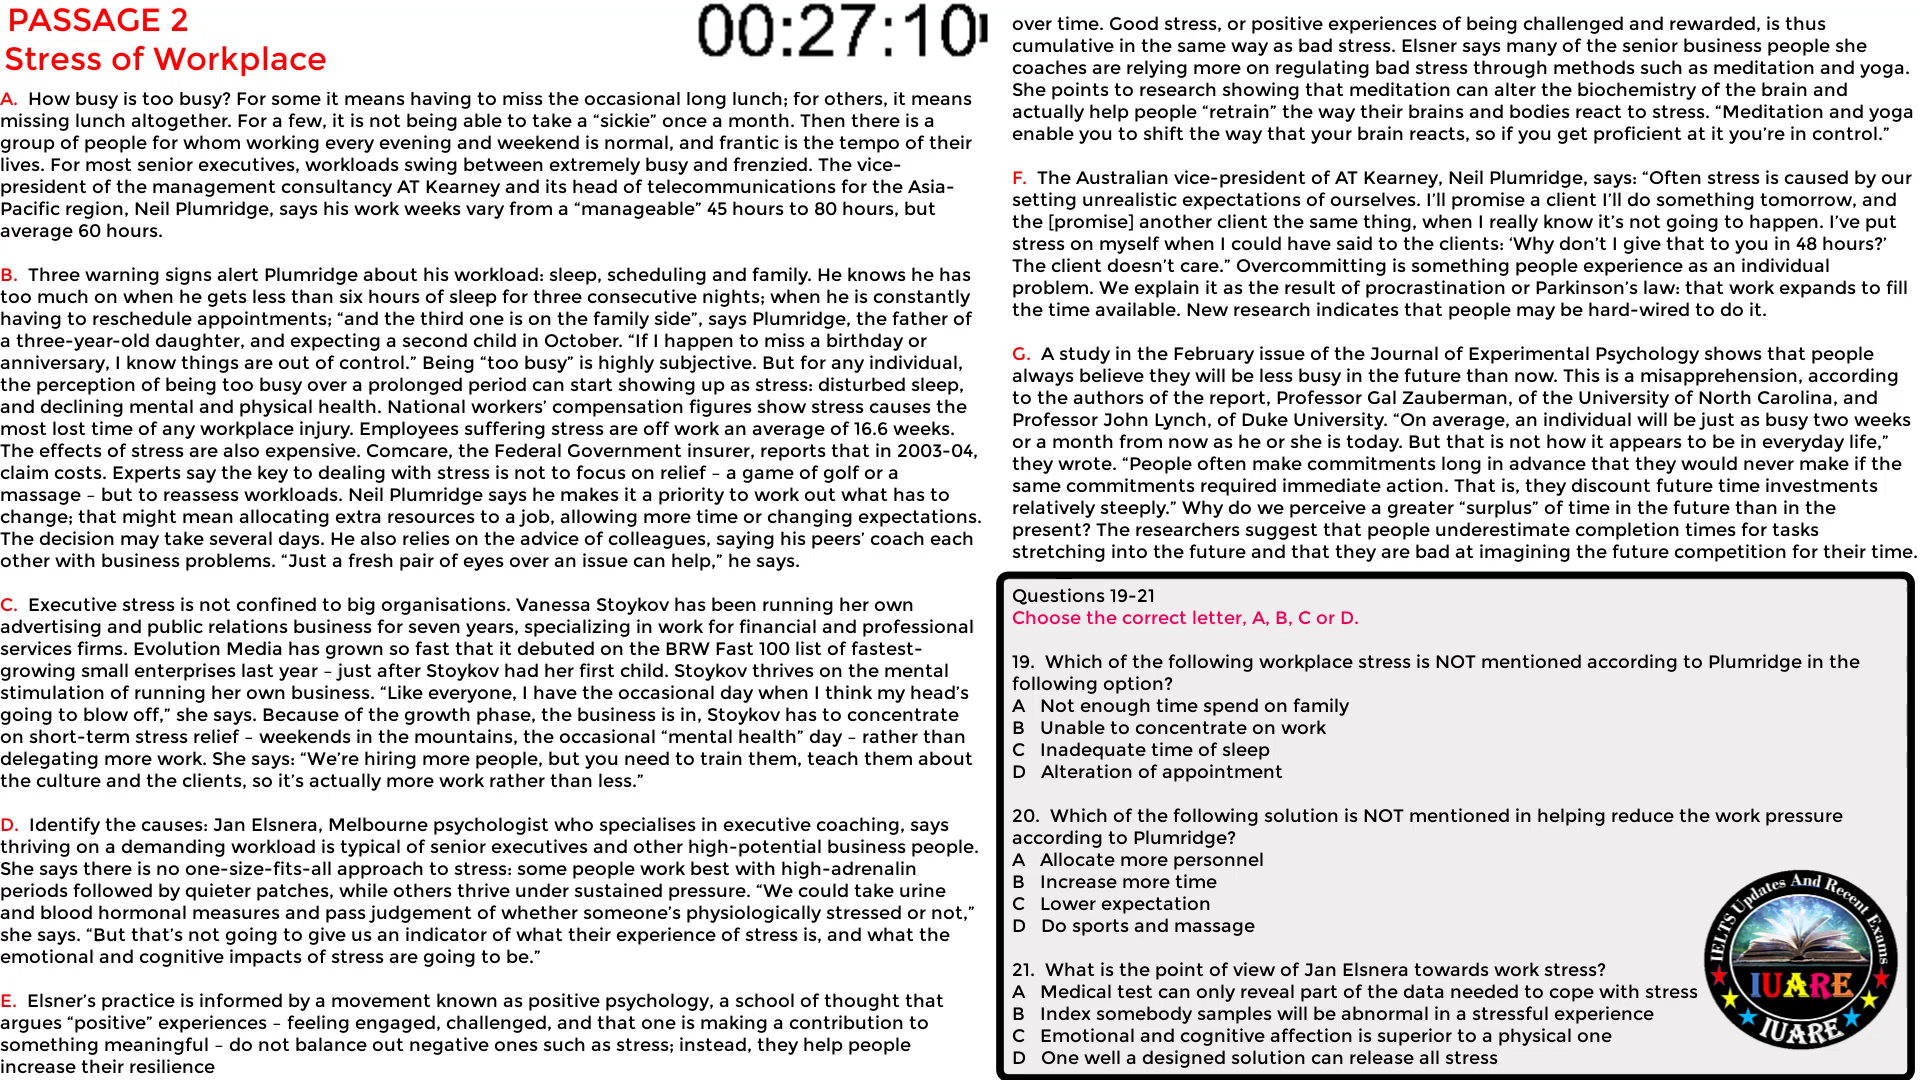 PASSAGE 2
Stress of Workplace
00:27:10
A. How busy is too busy? For some it means having to miss the occasional long lunch; for others, it means
missing lunch altogether. For a few, it is not being able to take a “sickie” once a month. Then there is a
group of people for whom working every evening and weekend is normal, and frantic is the tempo of their
lives. For most senior executives, workloads swing between extremely busy and frenzied. The vice-
president of the management consultancy AT Kearney and its head of telecommunications for the Asia-
Pacific region, Neil Plumridge, says his work weeks vary from a “manageable” 45 hours to 80 hours, but
average 60 hours.
B. Three warning signs alert Plumridge about his workload: sleep, scheduling and family. He knows he has
too much on when he gets less than six hours of sleep for three consecutive nights; when he is constantly
having to reschedule appointments; “and the third one is on the family side”, says Plumridge, the father of
a three-year-old daughter, and expecting a second child in October. “If I happen to miss a birthday or
anniversary, I know things are out of control.” Being “too busy” is highly subjective. But for any individual,
the perception of being too busy over a prolonged period can start showing up as stress: disturbed sleep,
and declining mental and physical health. National workers’ compensation figures show stress causes the
most lost time of any workplace injury. Employees suffering stress are off work an average of 16.6 weeks.
The effects of stress are also expensive. Comcare, the Federal Government insurer, reports that in 2003-04,
claim costs. Experts say the key to dealing with stress is not to focus on relief – a game of golf or a
massage – but to reassess workloads. Neil Plumridge says he makes it a priority to work out what has to
change; that might mean allocating extra resources to a job, allowing more time or changing expectations.
The decision may take several days. He also relies on the advice of colleagues, saying his peers’ coach each
other with business problems. “Just a fresh pair of eyes over an issue can help,” he says.
C. Executive stress is not confined to big organisations. Vanessa Stoykov has been running her own
advertising and public relations business for seven years, specializing in work for financial and professional
services firms. Evolution Media has grown so fast that it debuted on the BRW Fast 100 list of fastest-
growing small enterprises last year – just after Stoykov had her first child. Stoykov thrives on the mental
stimulation of running her own business. “Like everyone, I have the occasional day when I think my head’s
going to blow off,” she says. Because of the growth phase, the business is in, Stoykov has to concentrate
on short-term stress relief – weekends in the mountains, the occasional “mental health” day – rather than
delegating more work. She says: “We’re hiring more people, but you need to train them, teach them about
the culture and the clients, so it’s actually more work rather than less.”
D. Identify the causes: Jan Elsnera, Melbourne psychologist who specialises in executive coaching, says
thriving on a demanding workload is typical of senior executives and other high-potential business people.
She says there is no one-size-fits-all approach to stress: some people work best with high-adrenalin
periods followed by quieter patches, while others thrive under sustained pressure. “We could take urine
and blood hormonal measures and pass judgement of whether someone’s physiologically stressed or not,”
she says. “But that’s not going to give us an indicator of what their experience of stress is, and what the
emotional and cognitive impacts of stress are going to be.”
E. Elsner’s practice is informed by a movement known as positive psychology, a school of thought that
argues “positive” experiences – feeling engaged, challenged, and that one is making a contribution to
something meaningful – do not balance out negative ones such as stress; instead, they help people
increase their resilience
over time. Good stress, or positive experiences of being challenged and rewarded, is thus
cumulative in the same way as bad stress. Elsner says many of the senior business people she
coaches are relying more on regulating bad stress through methods such as meditation and yoga.
She points to research showing that meditation can alter the biochemistry of the brain and
actually help people “retrain” the way their brains and bodies react to stress. “Meditation and yoga
enable you to shift the way that your brain reacts, so if you get proficient at it you’re in control.”
F. The Australian vice-president of AT Kearney, Neil Plumridge, says: “Often stress is caused by our
setting unrealistic expectations of ourselves. I’ll promise a client I’ll do something tomorrow, and
the [promise] another client the same thing, when I really know it’s not going to happen. I’ve put
stress on myself when I could have said to the clients: ‘Why don’t I give that to you in 48 hours?’
The client doesn’t care.” Overcommitting is something people experience as an individual
problem. We explain it as the result of procrastination or Parkinson’s law: that work expands to fill
the time available. New research indicates that people may be hard-wired to do it.
G. A study in the February issue of the Journal of Experimental Psychology shows that people
always believe they will be less busy in the future than now. This is a misapprehension, according
to the authors of the report, Professor Gal Zauberman, of the University of North Carolina, and
Professor John Lynch, of Duke University. “On average, an individual will be just as busy two weeks
or a month from now as he or she is today. But that is not how it appears to be in everyday life,”
they wrote. “People often make commitments long in advance that they would never make if the
same commitments required immediate action. That is, they discount future time investments
relatively steeply.” Why do we perceive a greater “surplus” of time in the future than in the
present? The researchers suggest that people underestimate completion times for tasks
stretching into the future and that they are bad at imagining the future competition for their time.
Questions 19-21
Choose the correct letter, A, B, C or D.
19. Which of the following workplace stress is NOT mentioned according to Plumridge in the
following option?
A Not enough time spend on family
B Unable to concentrate on work
C Inadequate time of sleep
D Alteration of appointment
20. Which of the following solution is NOT mentioned in helping reduce the work pressure
according to Plumridge?
A Allocate more personnel
B Increase more time
C Lower expectation
D Do sports and massage
21. What is the point of view of Jan Elsnera towards work stress?
A Medical test can only reveal part of the data needed to cope with stress
B Index somebody samples will be abnormal in a stressful experience
C Emotional and cognitive affection is superior to a physical one
D One well a designed solution can release all stress
IELTS Updates And Recent Exams
IUARE
IUARE